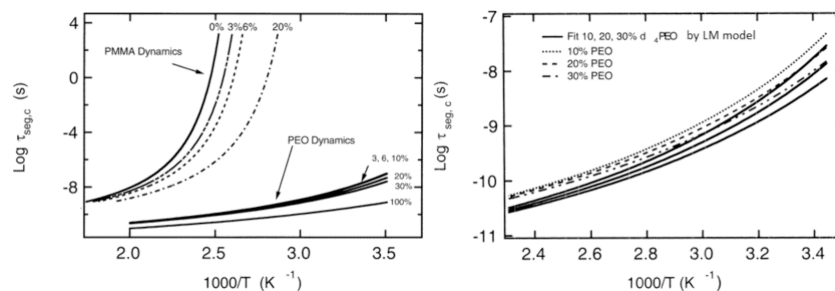 Log τseg,c (s)
-4
0
-4
-8
0% 3%6% 20%
PMMA Dynamics
PEO Dynamics
3, 6, 10%
20%
30%
100%
2.0 2.5 3.0 3.5
1000/T (K⁻¹)
Log τseg, c (s)
-7
-8
-9
-10
-11
Fit 10, 20, 30% d₄PEO by LM model
10% PEO
20% PEO
30% PEO
2.4 2.6 2.8 3.0 3.2 3.4
1000/T (K⁻¹)